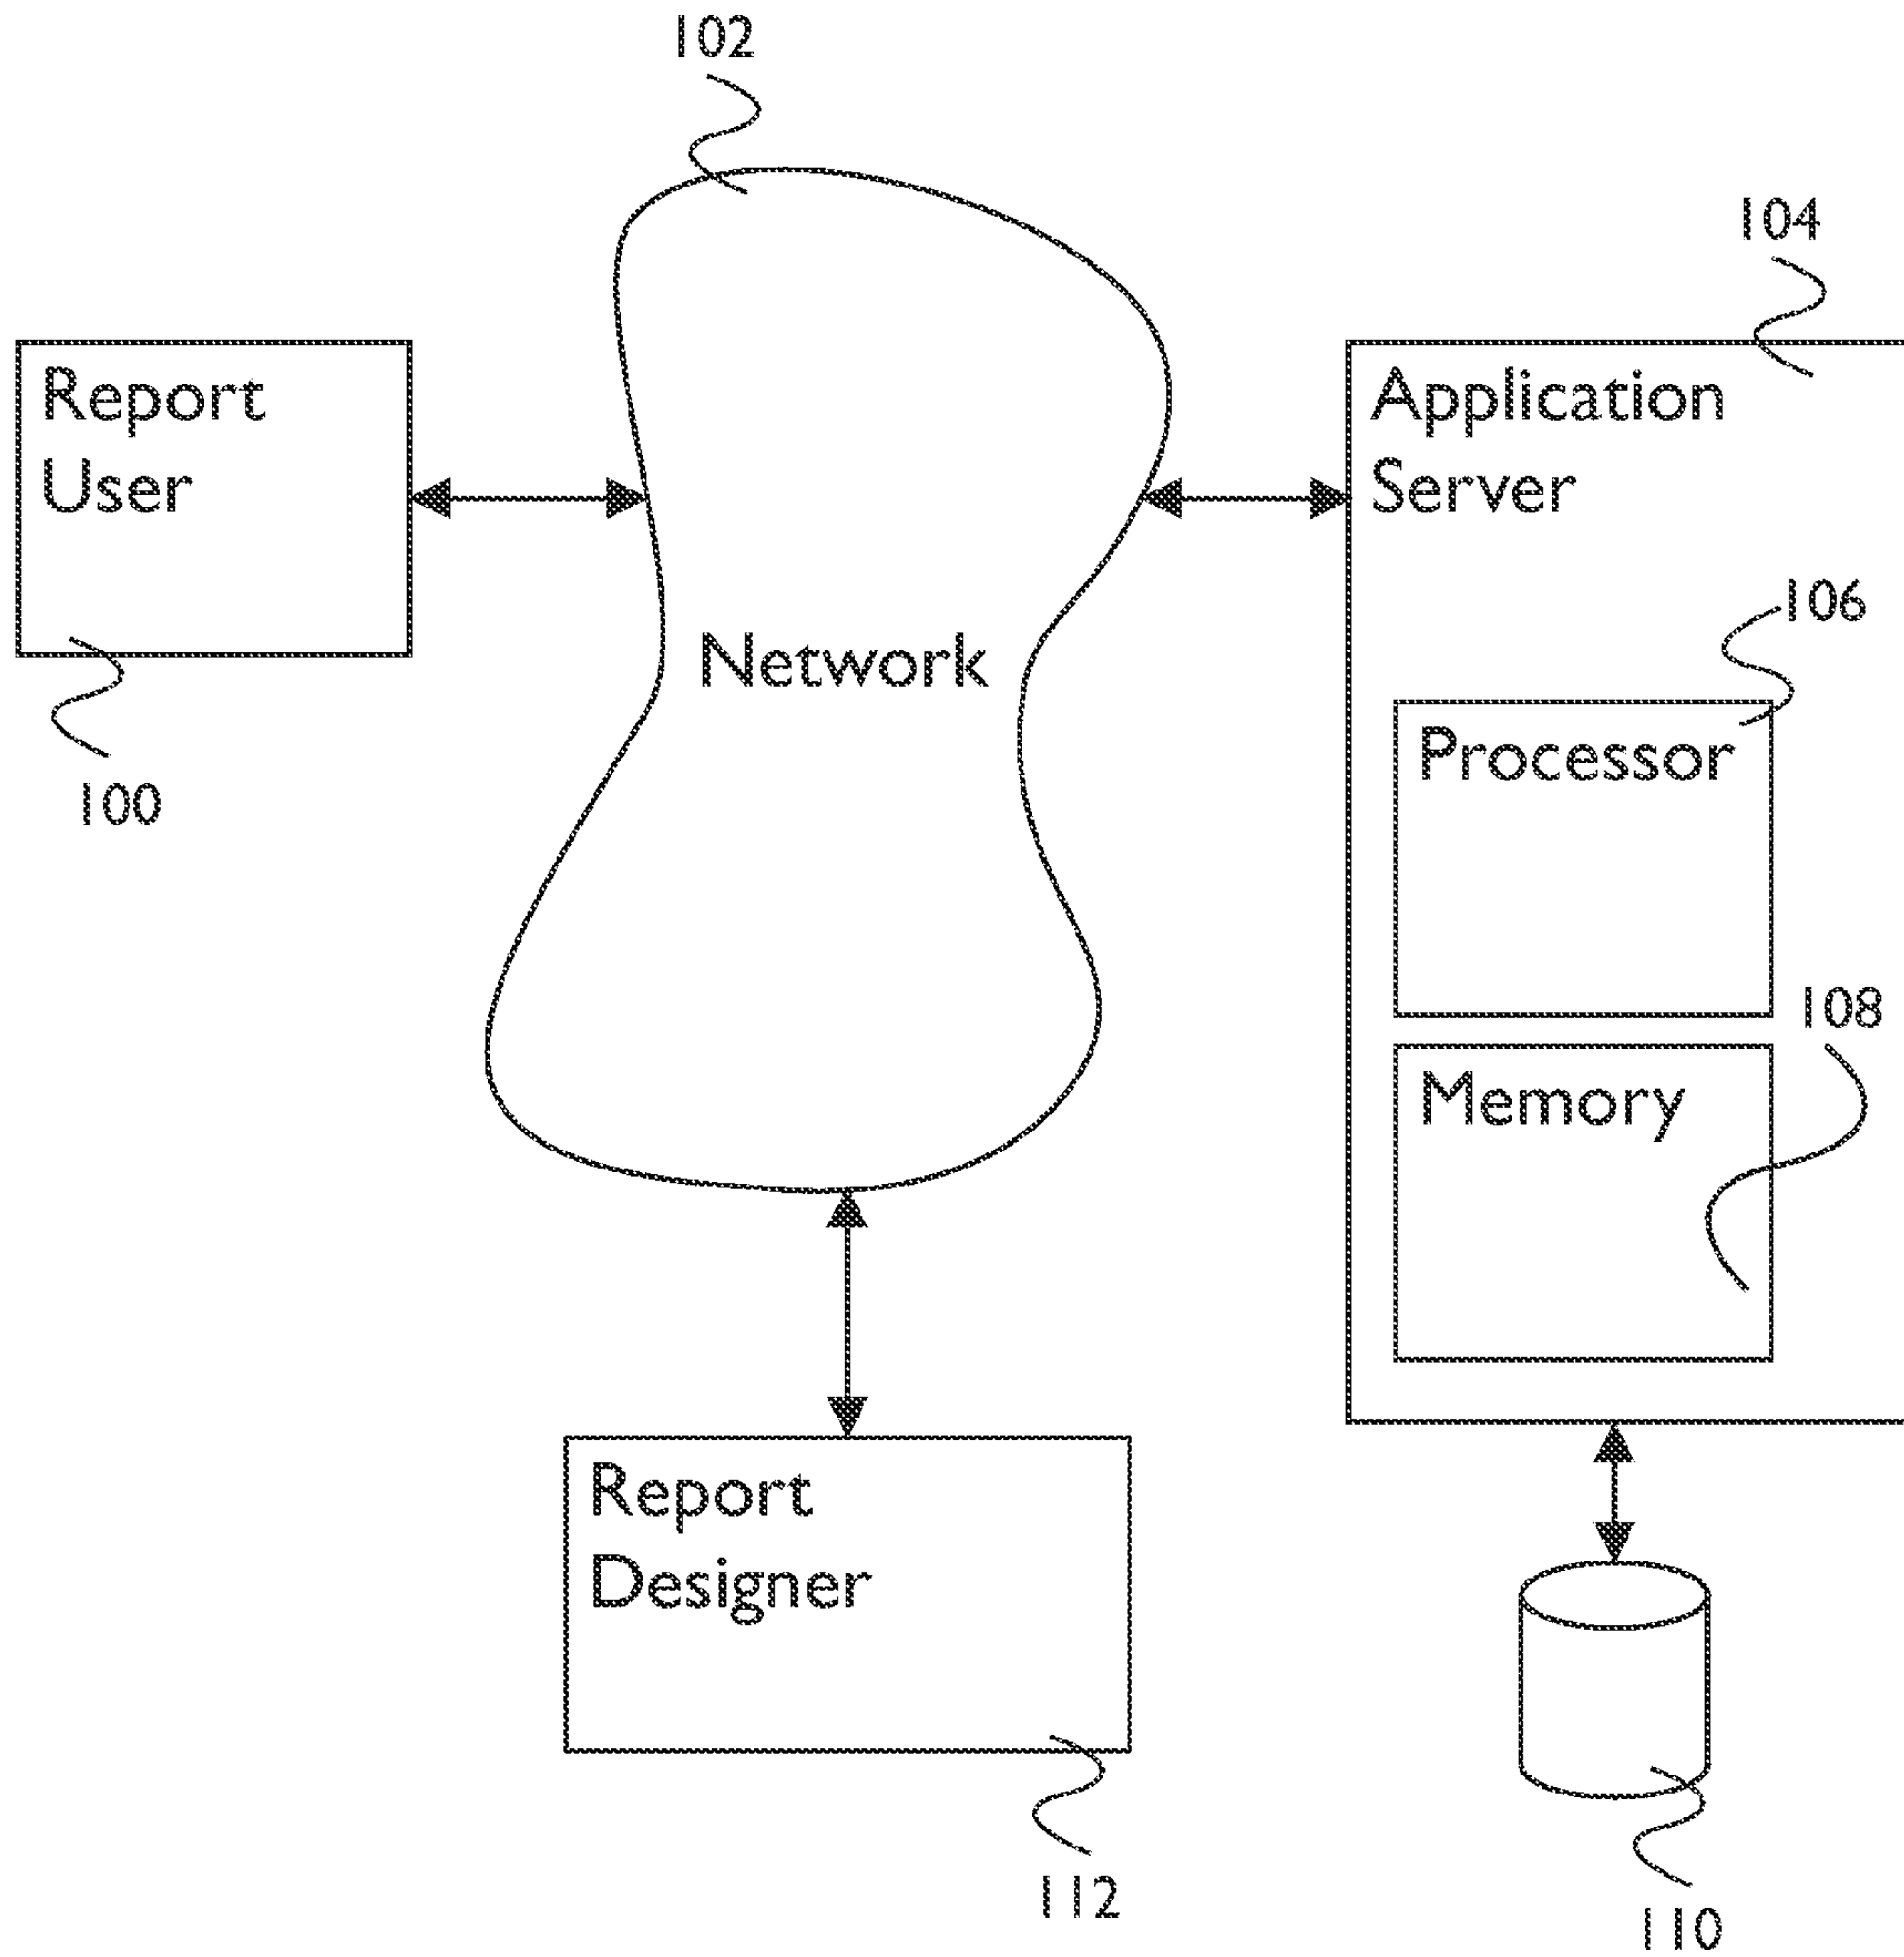 102
104
Report
User
Application
Server
106
Network
Processor
100
108
Memory
Report
Designer
112
110